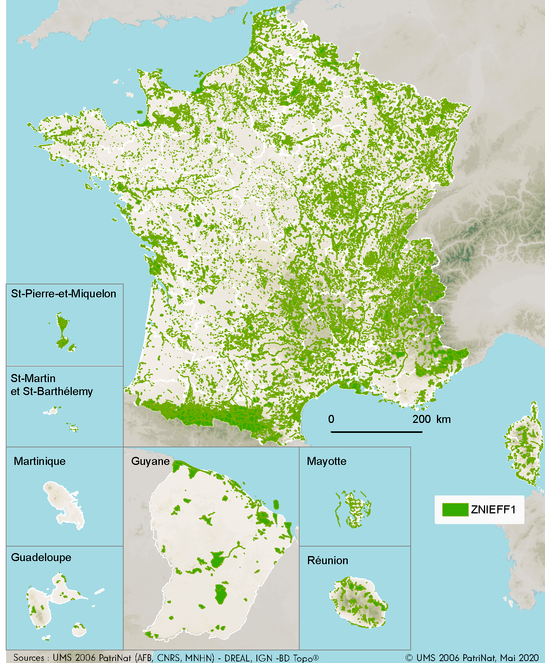 St-Pierre-et-Miquelon
St-Martin
et St-Barthélemy
0 200 km
Martinique
Guyane
Mayotte
ZNIEFF1
Guadeloupe
Réunion
Sources : UMS 2006 PatriNat (AFB, CNRS, MNHN) - DREAL, IGN -BD Topo®
© UMS 2006 PatriNat, Mai 2020